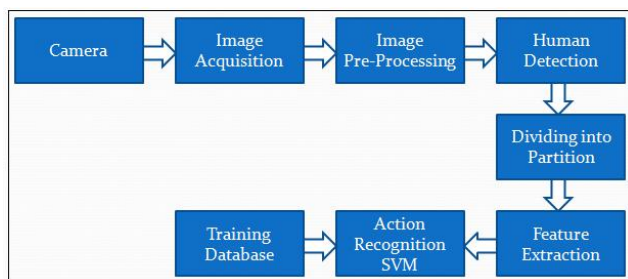 Camera
Image
Acquisition
Image
Pre-Processing
Human
Detection
Dividing into
Partition
Training
Database
Action
Recognition
SVM
Feature
Extraction